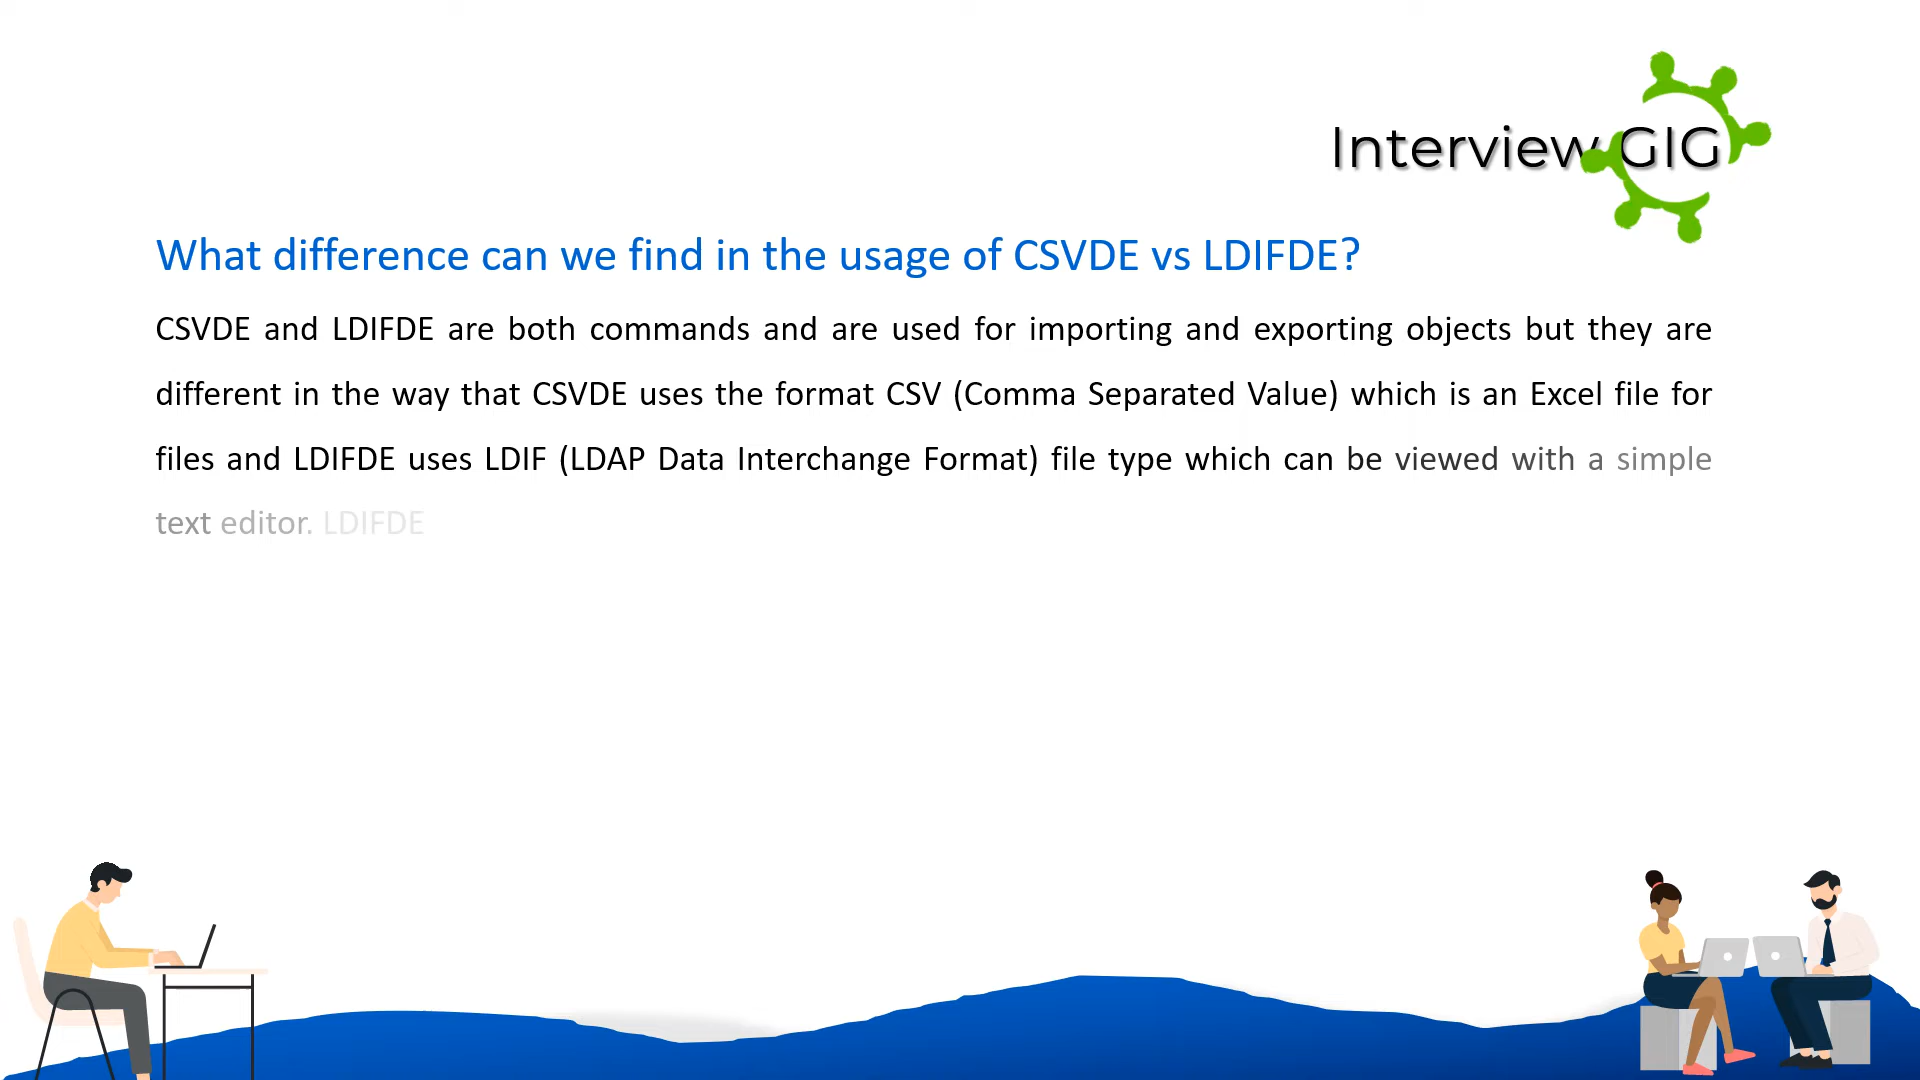 Interview GIG
What difference can we find in the usage of CSVDE vs LDIFDE?
CSVDE and LDIFDE are both commands and are used for importing and exporting objects but they are
different in the way that CSVDE uses the format CSV (Comma Separated Value) which is an Excel file for
files and LDIFDE uses LDIF (LDAP Data Interchange Format) file type which can be viewed with a simple
text editor. LDIFDE